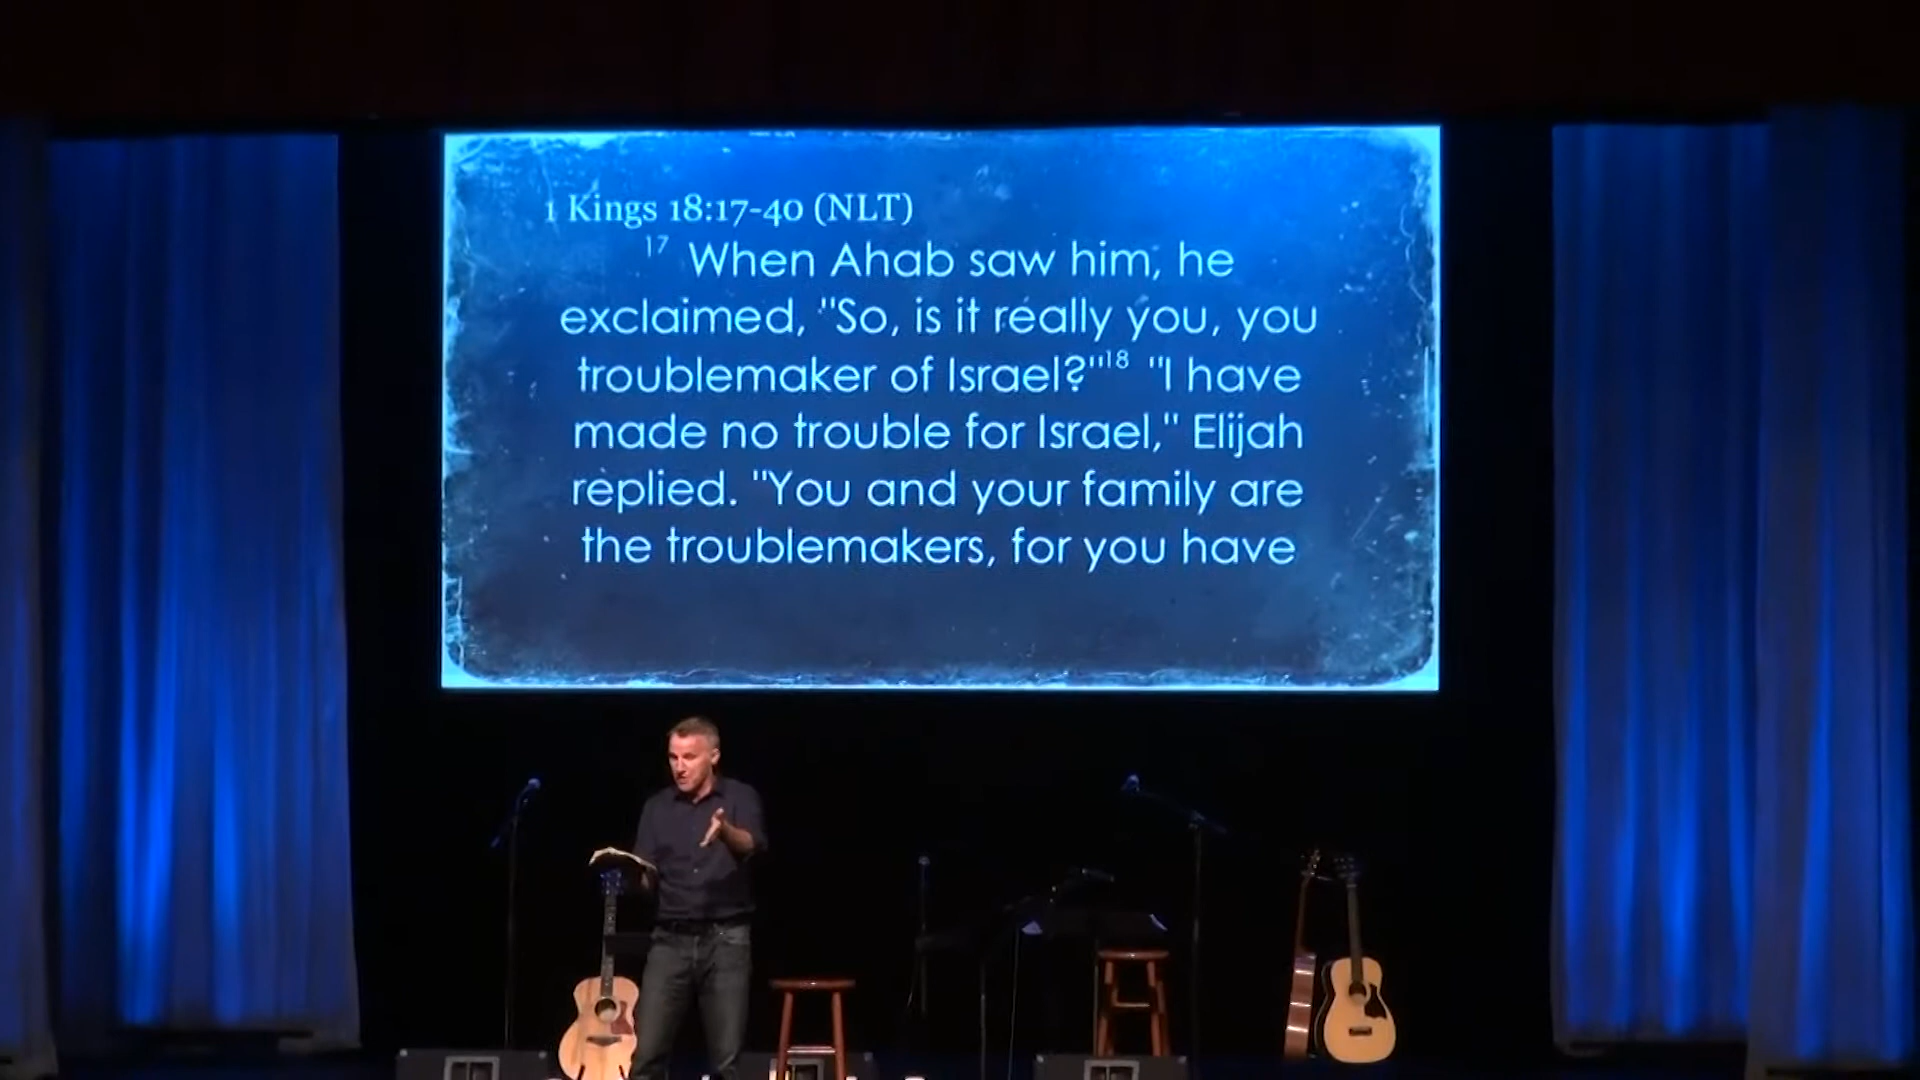 1 Kings 18:17-40 (NLT)
17 When Ahab saw him, he
exclaimed, "So, is it really you, you
troublemaker of Israel?"18 "I have
made no trouble for Israel," Elijah
replied. "You and your family are
the troublemakers, for you have